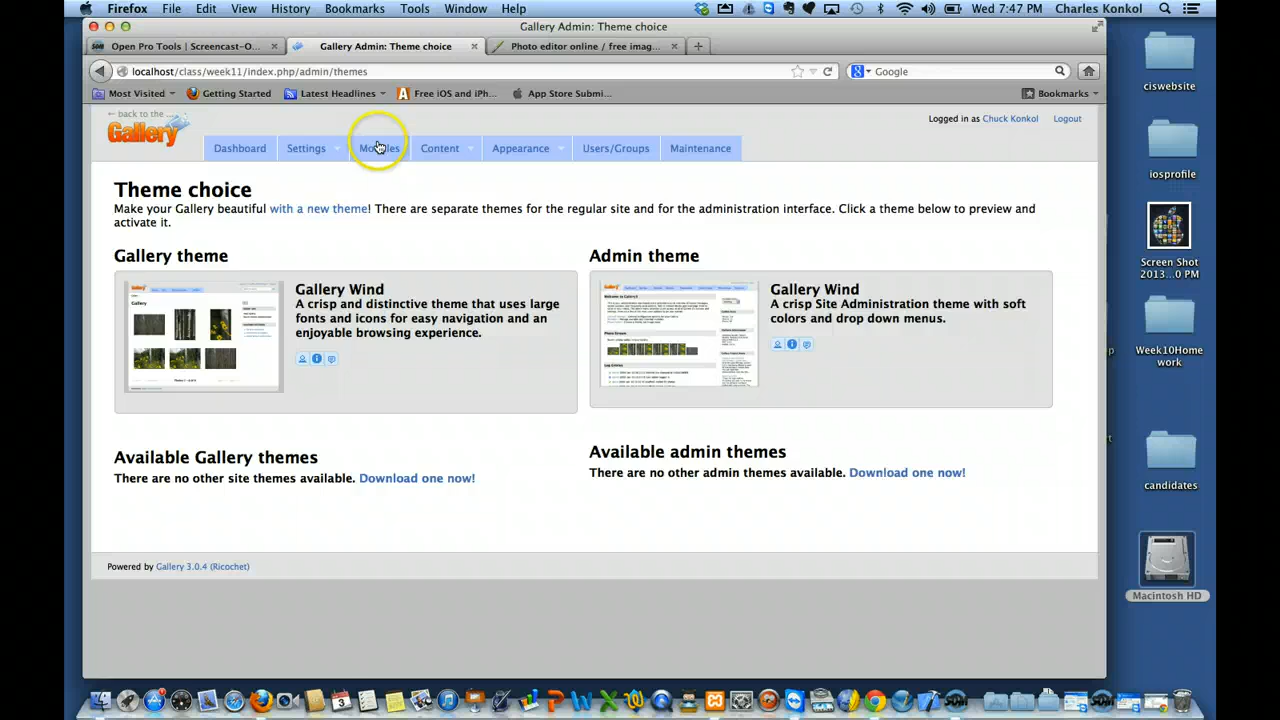 Firefox File Edit View History Bookmarks Tools Window Help Wed 7:47 PM Charles Konkol
Gallery Admin: Theme choice
Open Pro Tools | Screencast-O... Gallery Admin: Theme choice Photo editor online / free imag...
localhost/class/week11/index.php/admin/themes Google
Most Visited Getting Started Latest Headlines Free iOS and iPh... App Store Submi... Bookmarks
← back to the ...
Gallery
Logged in as Chuck Konkol Logout
Dashboard Settings Modules Content Appearance Users/Groups Maintenance
Theme choice
Make your Gallery beautiful with a new theme! There are separate themes for the regular site and for the administration interface. Click a theme below to preview and
activate it.
Gallery theme
Gallery Wind
A crisp and distinctive theme that uses large
enjoyable browsing experience.
Admin theme
Gallery Wind
A crisp Site Administration theme with soft
colors and drop down menus.
Available Gallery themes
There are no other site themes available. Download one now!
Available admin themes
There are no other admin themes available. Download one now!
Powered by Gallery 3.0.4 (Ricochet)
ciswebsite
iosprofile
Screen Shot
2013...0 PM
Week10Home
work
candidates
Macintosh HD